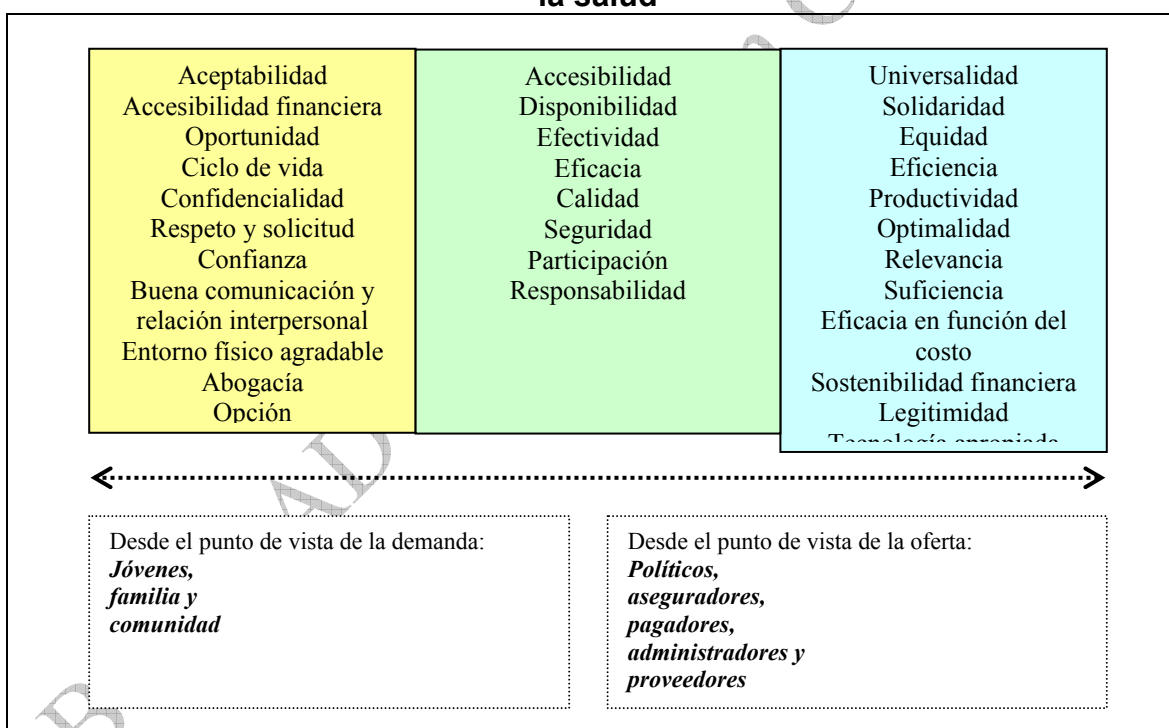 la salud
Aceptabilidad
Accesibilidad financiera
Oportunidad
Ciclo de vida
Confidencialidad
Respeto y solicitud
Confianza
Buena comunicación y
relación interpersonal
Entorno físico agradable
Abogacía
Opción
Accesibilidad
Disponibilidad
Efectividad
Eficacia
Calidad
Seguridad
Participación
Responsabilidad
Universalidad
Solidaridad
Equidad
Eficiencia
Productividad
Optimalidad
Relevancia
Suficiencia
Eficacia en función del
costo
Sostenibilidad financiera
Legitimidad
Tecnología apropiada
Desde el punto de vista de la demanda:
Jóvenes,
familia y
comunidad
Desde el punto de vista de la oferta:
Políticos,
aseguradores,
pagadores,
administradores y
proveedores